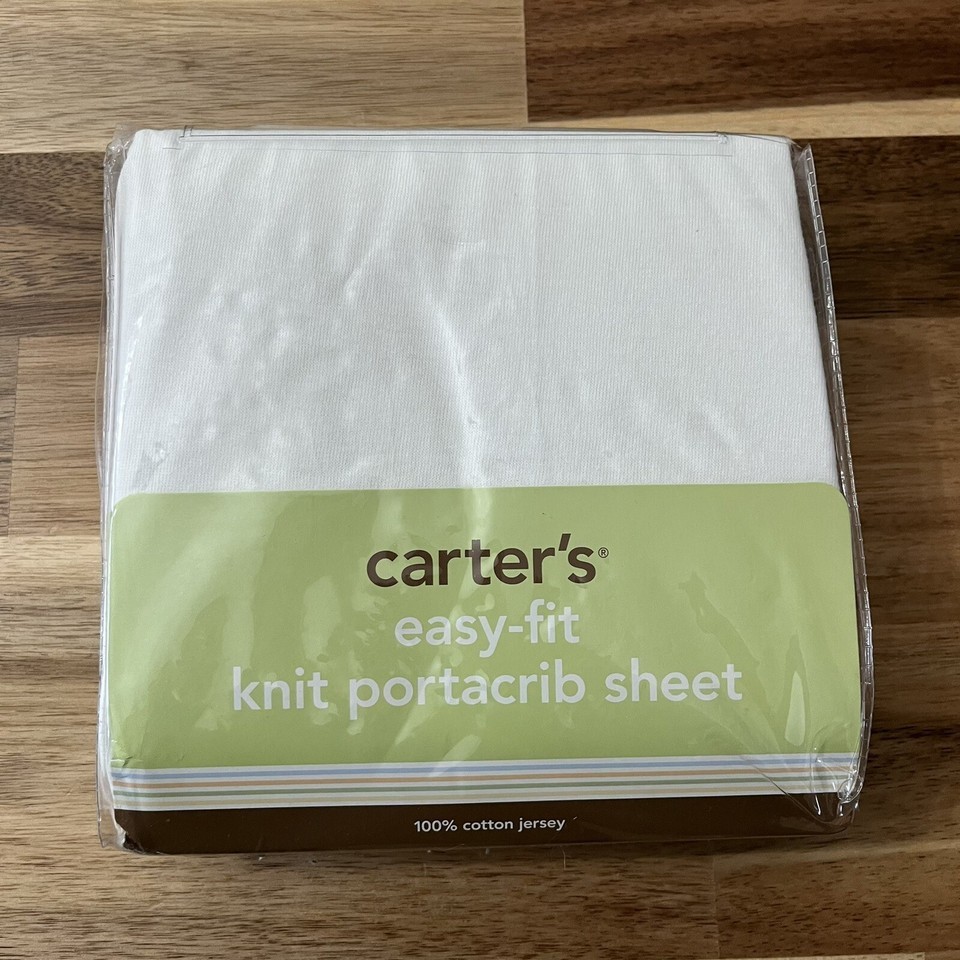 carter's®
easy-fit
knit portacrib sheet
100% cotton jersey